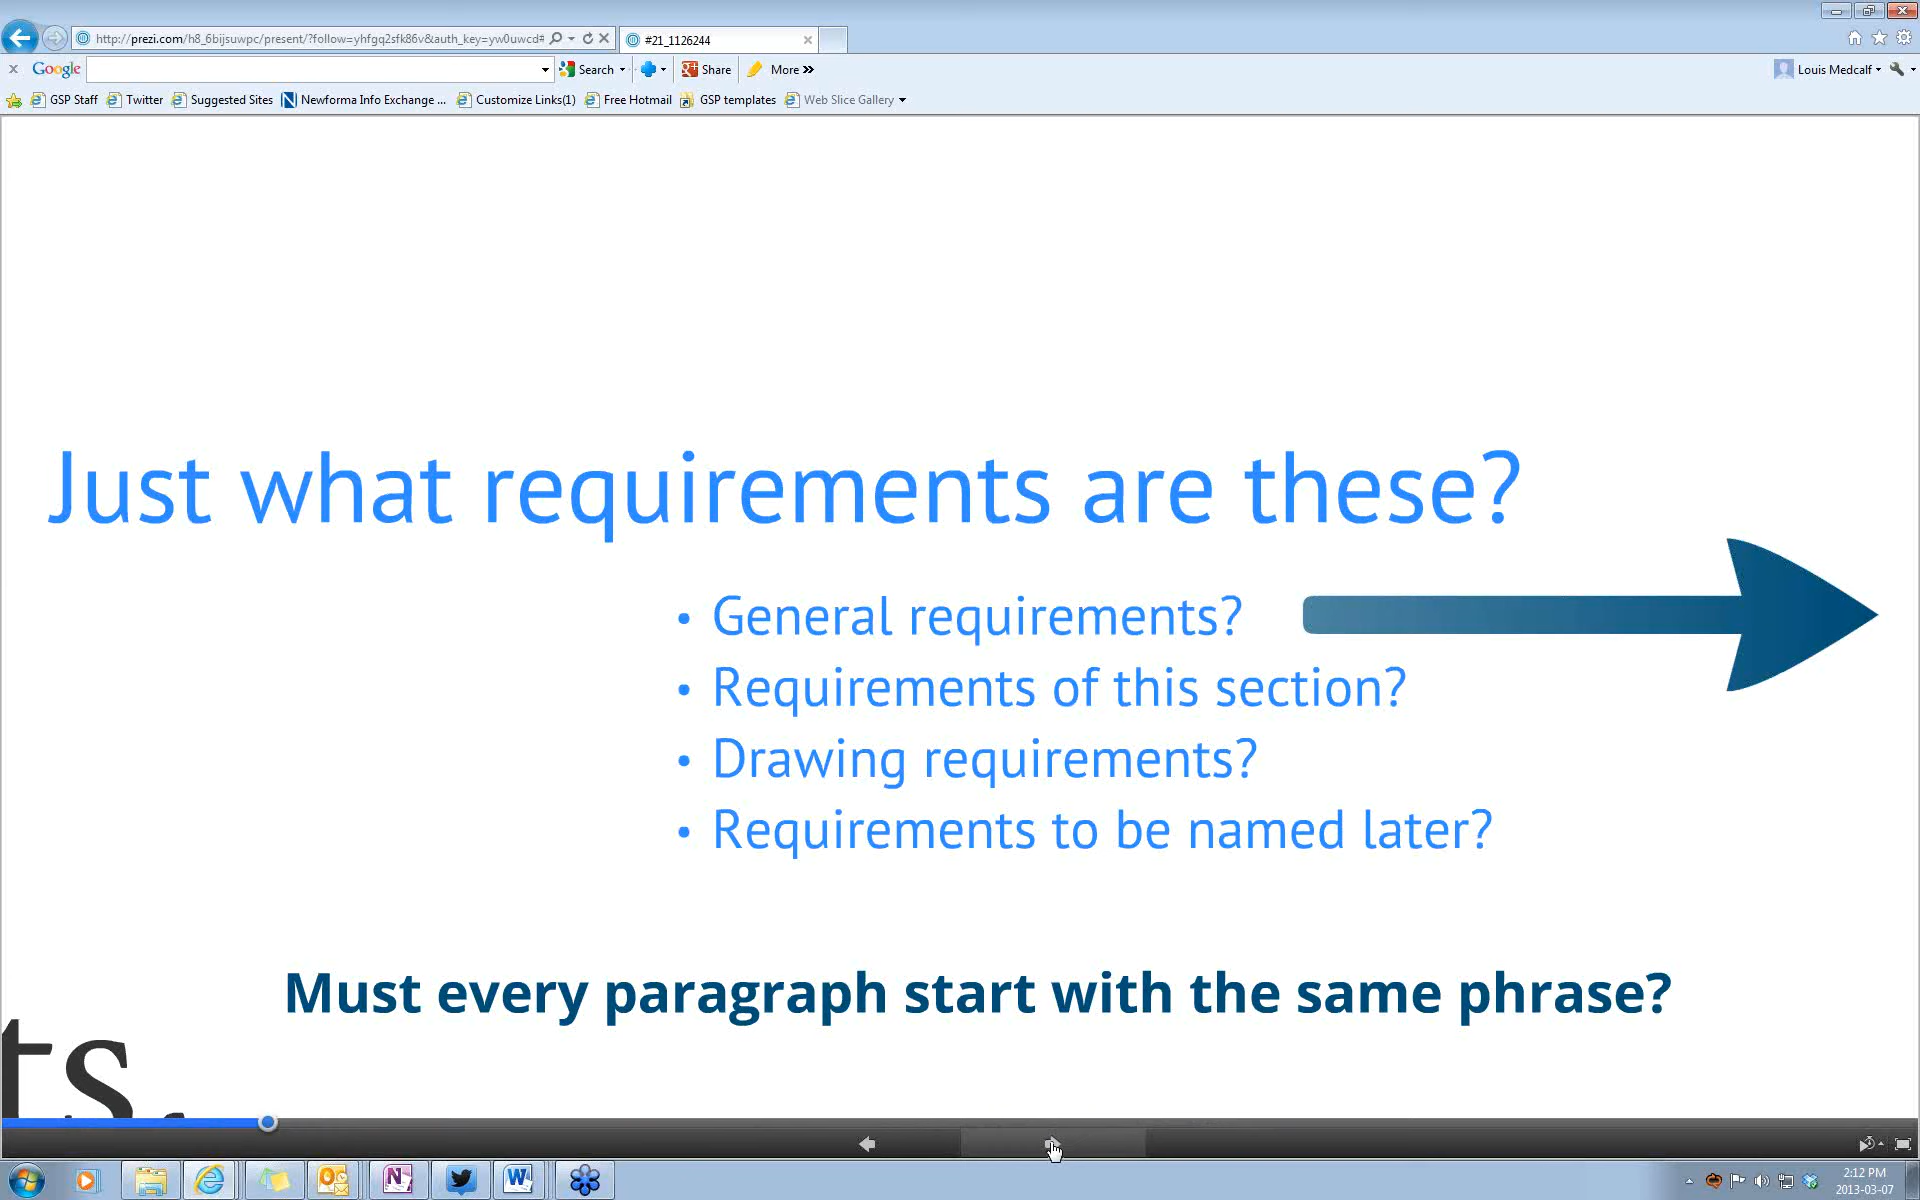 http://prezi.com/h8_6bijsuwpc/present/?follow=yhfgq2sfk86v&auth_key=yw0uwcd#
#21_1126244
x Google Search Share More »
Louis Medcalf
GSP Staff Twitter Suggested Sites Newforma Info Exchange ... Customize Links(1) Free Hotmail GSP templates Web Slice Gallery
Just what requirements are these?
• General requirements?
• Requirements of this section?
• Drawing requirements?
• Requirements to be named later?
Must every paragraph start with the same phrase?
ts.
2:12 PM
2013-03-07